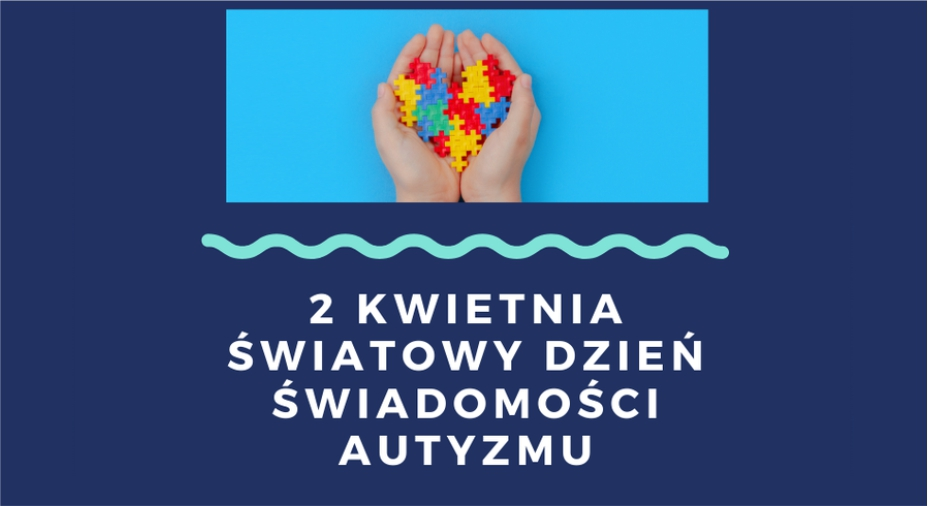 2 KWIETNIA
ŚWIATOWY DZIEŃ
ŚWIADOMOŚCI
AUTYZMU